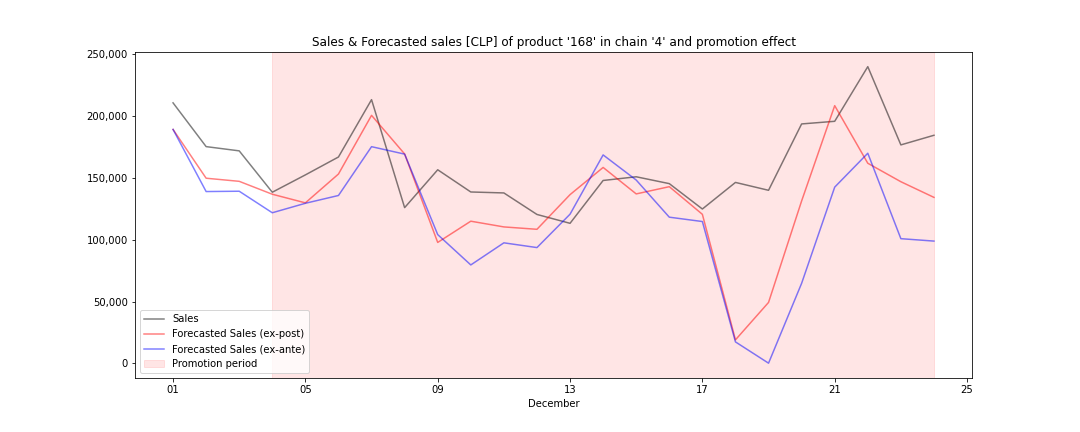 Sales & Forecasted sales [CLP] of product '168' in chain '4' and promotion effect
250,000
200,000
150,000
100,000
50,000
0
Sales
Forecasted Sales (ex-post)
Forecasted Sales (ex-ante)
Promotion period
01 05 09 13 17 21 25
December